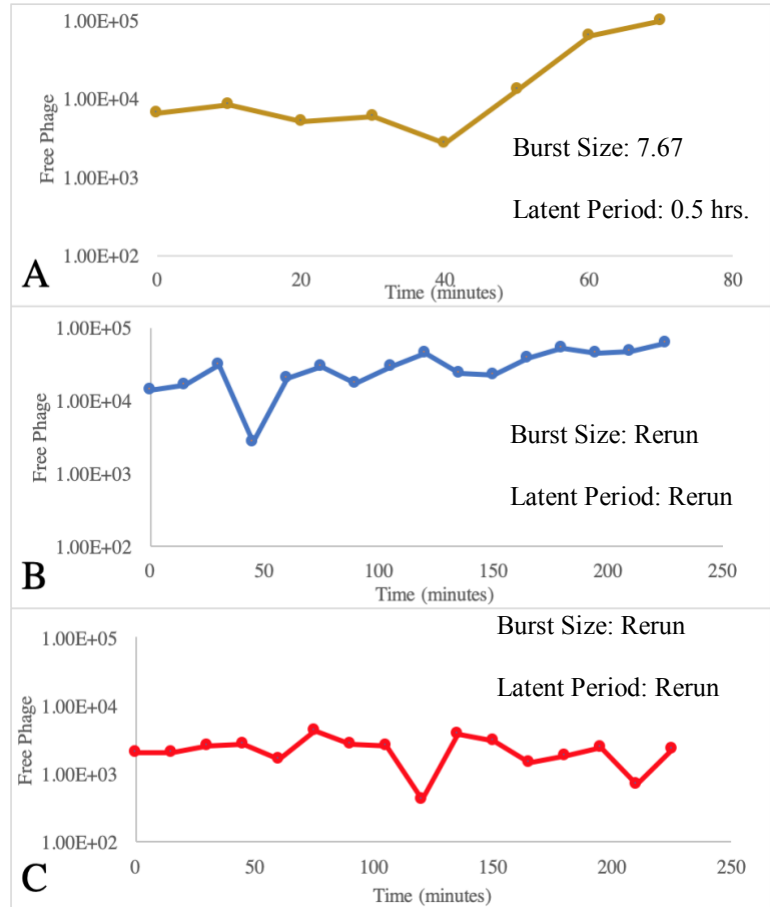 1.00E+05
1.00E+04
1.00E+03
1.00E+02
Free Phage
0 20 40 60 80
Time (minutes)
Burst Size: 7.67
Latent Period: 0.5 hrs.
A
1.00E+05
1.00E+04
1.00E+03
1.00E+02
Free Phage
0 50 100 150 200 250
Time (minutes)
Burst Size: Rerun
Latent Period: Rerun
B
Burst Size: Rerun
Latent Period: Rerun
1.00E+05
1.00E+04
1.00E+03
1.00E+02
Free Phage
0 50 100 150 200 250
Time (minutes)
C